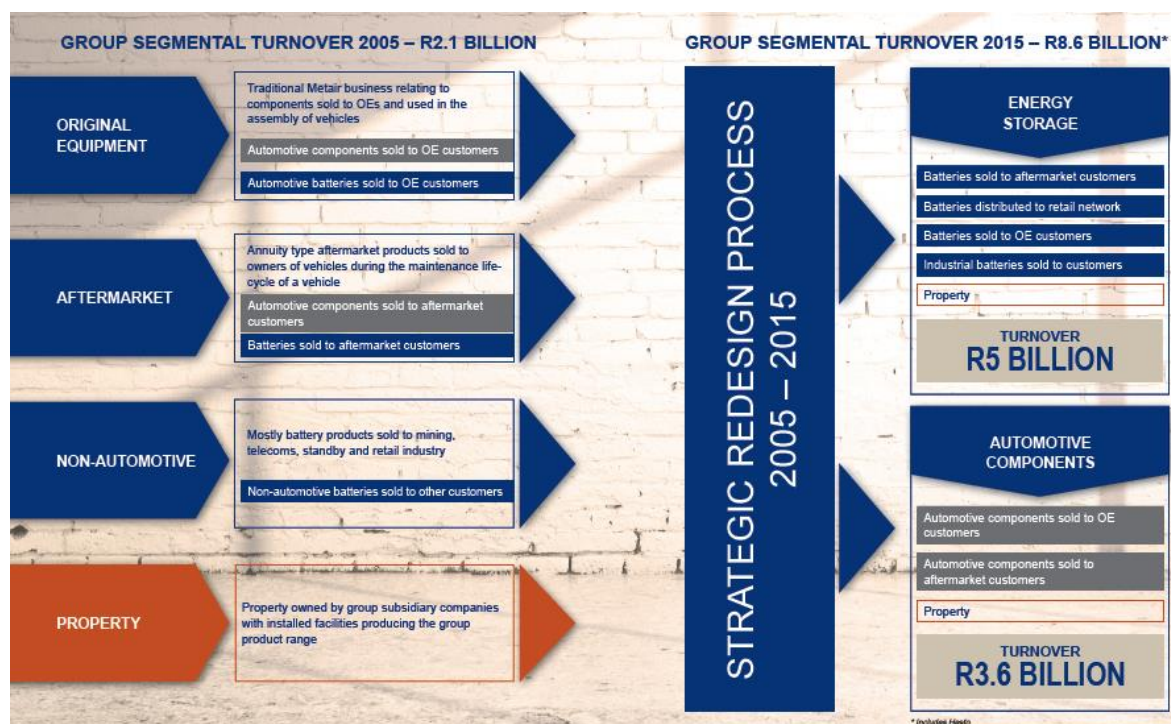 GROUP SEGMENTAL TURNOVER 2005 – R2.1 BILLION
ORIGINAL
EQUIPMENT
Traditional Metair business relating to
components sold to OEs and used in the
assembly of vehicles
Automotive components sold to OE customers
Automotive batteries sold to OE customers
AFTERMARKET
Annuity type aftermarket products sold to
owners of vehicles during the maintenance life-
cycle of a vehicle
Automotive components sold to aftermarket
customers
Batteries sold to aftermarket customers
NON-AUTOMOTIVE
Mostly battery products sold to mining,
telecoms, standby and retail industry
Non-automotive batteries sold to other customers
PROPERTY
Property owned by group subsidiary companies
with installed facilities producing the group
product range
STRATEGIC REDESIGN PROCESS
2005 – 2015
GROUP SEGMENTAL TURNOVER 2015 – R8.6 BILLION*
ENERGY
STORAGE
Batteries sold to aftermarket customers
Batteries distributed to retail network
Batteries sold to OE customers
Industrial batteries sold to customers
Property
TURNOVER
R5 BILLION
AUTOMOTIVE
COMPONENTS
Automotive components sold to OE
customers
Automotive components sold to
aftermarket customers
Property
TURNOVER
R3.6 BILLION
* Includes Hesto